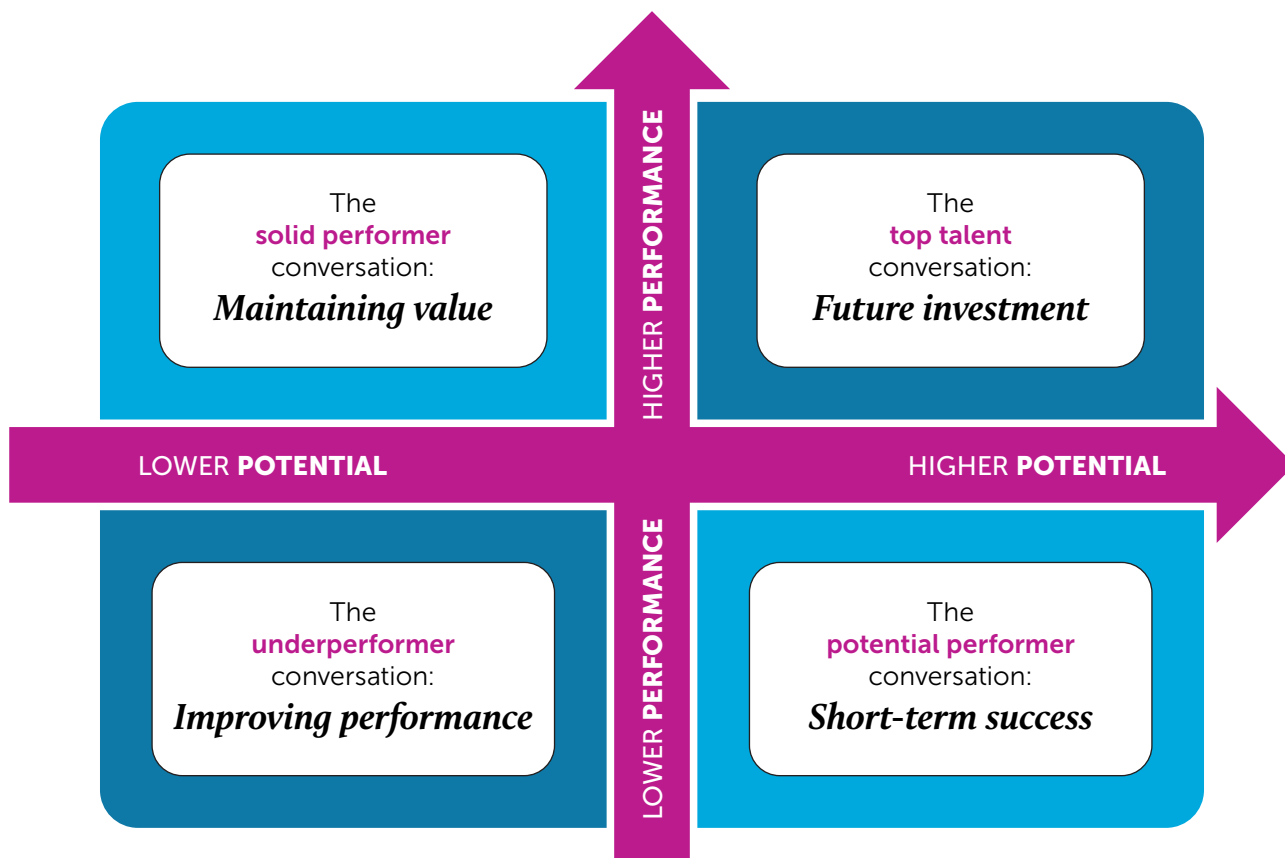 The
solid performer
conversation:
Maintaining value
HIGHER PERFORMANCE
The
top talent
conversation:
Future investment
LOWER POTENTIAL
HIGHER POTENTIAL
The
underperformer
conversation:
Improving performance
LOWER PERFORMANCE
The
potential performer
conversation:
Short-term success